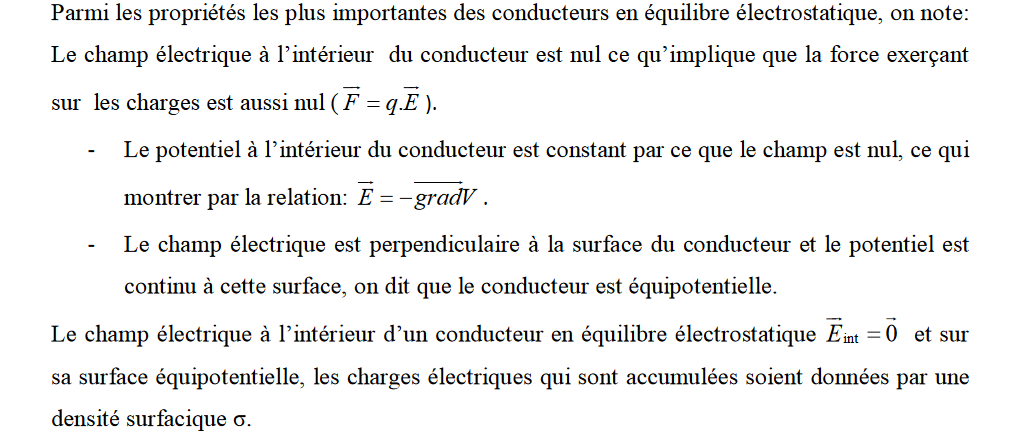 Parmi les propriétés les plus importantes des conducteurs en équilibre électrostatique, on note:
Le champ électrique à l’intérieur du conducteur est nul ce qu’implique que la force exerçant
sur les charges est aussi nul ( F⃗ = q.E⃗ ).
- Le potentiel à l’intérieur du conducteur est constant par ce que le champ est nul, ce qui
montrer par la relation: E⃗ = −grad⃗V .
- Le champ électrique est perpendiculaire à la surface du conducteur et le potentiel est
continu à cette surface, on dit que le conducteur est équipotentielle.
Le champ électrique à l’intérieur d’un conducteur en équilibre électrostatique E⃗int = 0⃗ et sur
sa surface équipotentielle, les charges électriques qui sont accumulées soient données par une
densité surfacique σ.